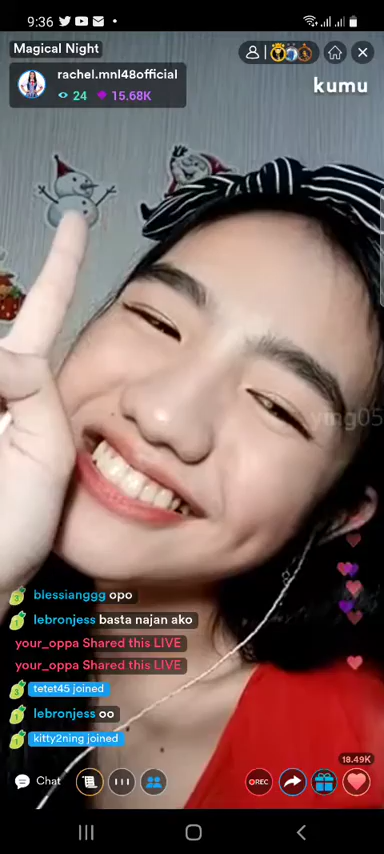 9:36
Magical Night
rachel.mnl48official
24 15.68K
kumu
ying05
blessianggg opo
lebronjess basta najan ako
your_oppa Shared this LIVE
your_oppa Shared this LIVE
tetet45 joined
lebronjess oo
kitty2ning joined
18.49K
Chat REC